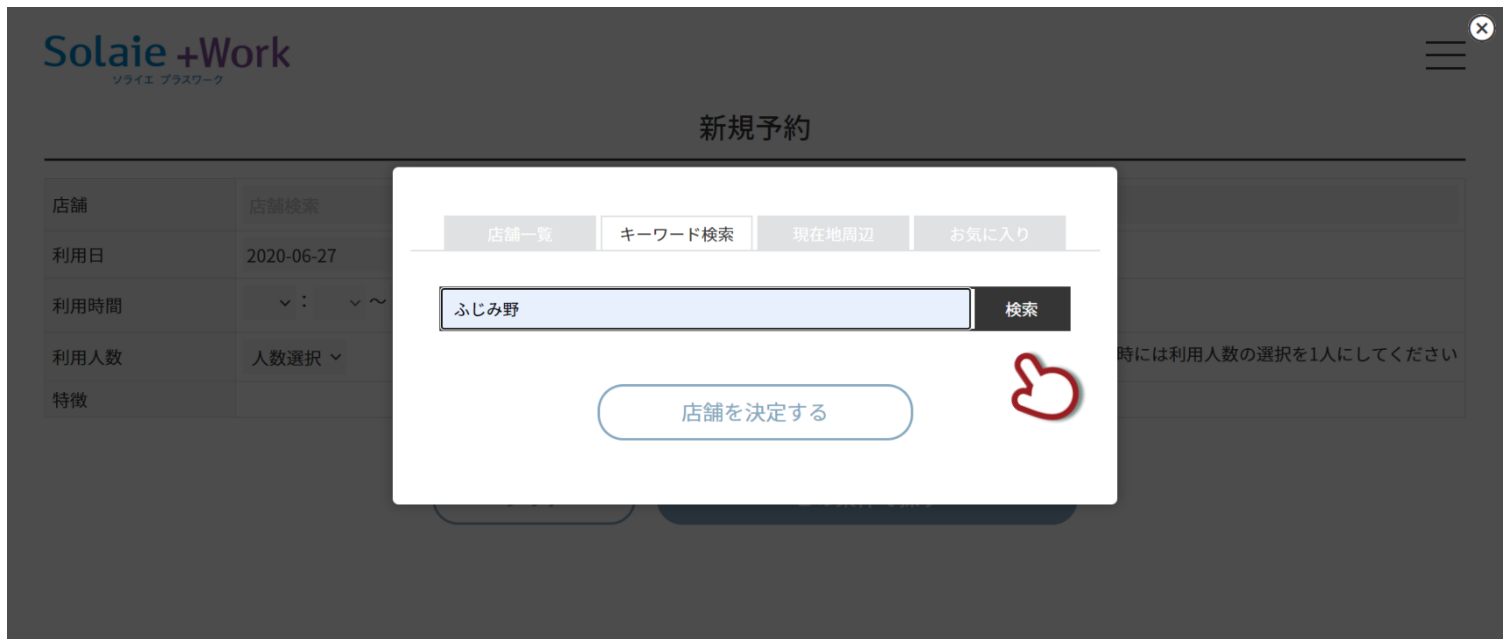 Solaie +Work
ソライエ プラスワーク
新規予約
店舗 店舗検索
利用日 2020-06-27
利用時間 : ～
利用人数 人数選択 時には利用人数の選択を1人にしてください
特徴
店舗一覧 キーワード検索 現在地周辺 お気に入り
ふじみ野 検索
店舗を決定する